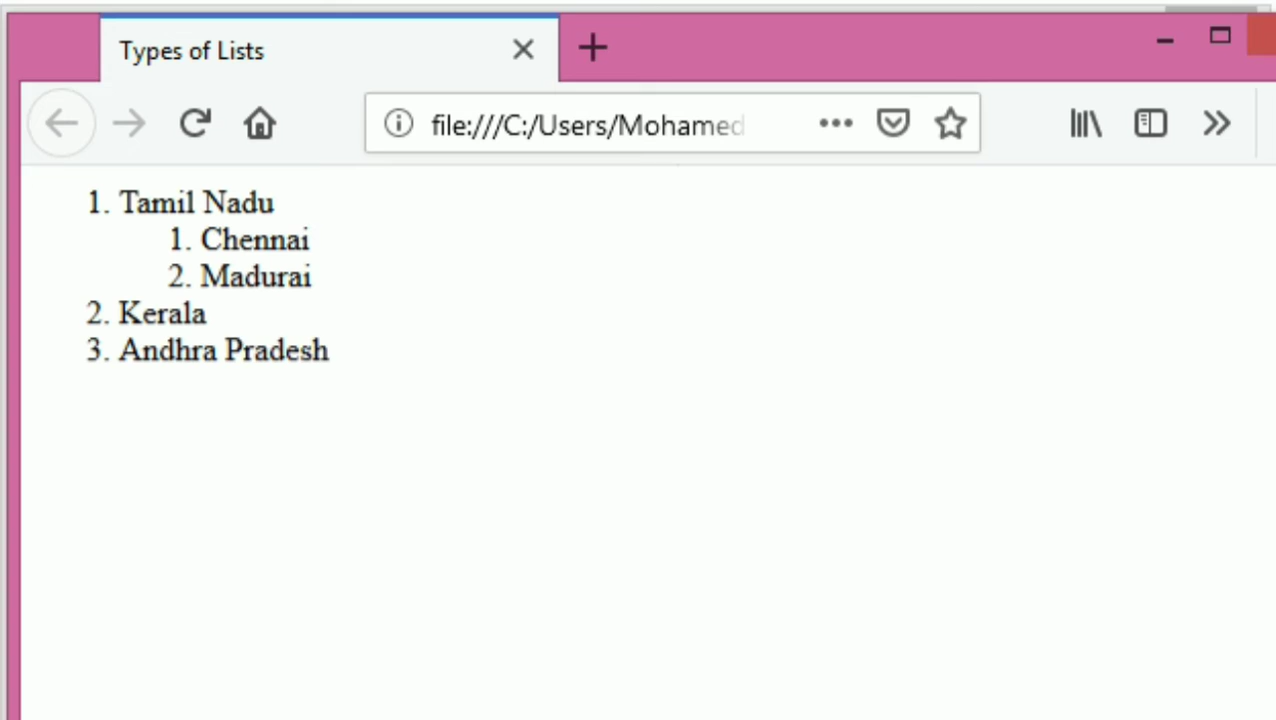 Types of Lists
file:///C:/Users/Mohamed
1. Tamil Nadu
1. Chennai
2. Madurai
2. Kerala
3. Andhra Pradesh